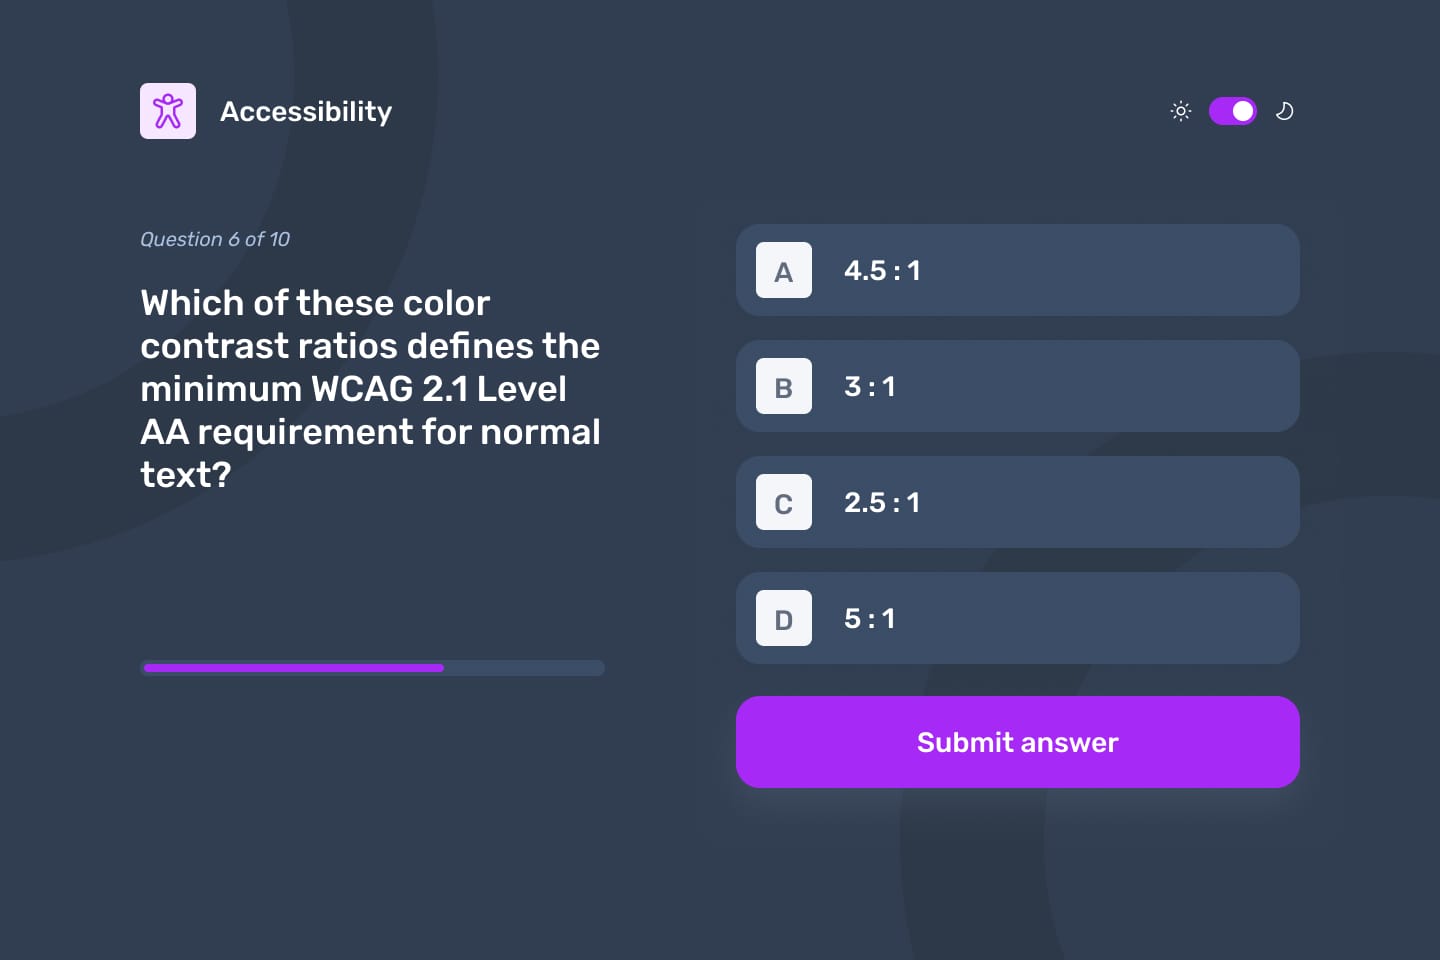 Accessibility
Question 6 of 10
Which of these color
contrast ratios defines the
minimum WCAG 2.1 Level
AA requirement for normal
text?
A 4.5 : 1
B 3 : 1
C 2.5 : 1
D 5 : 1
Submit answer